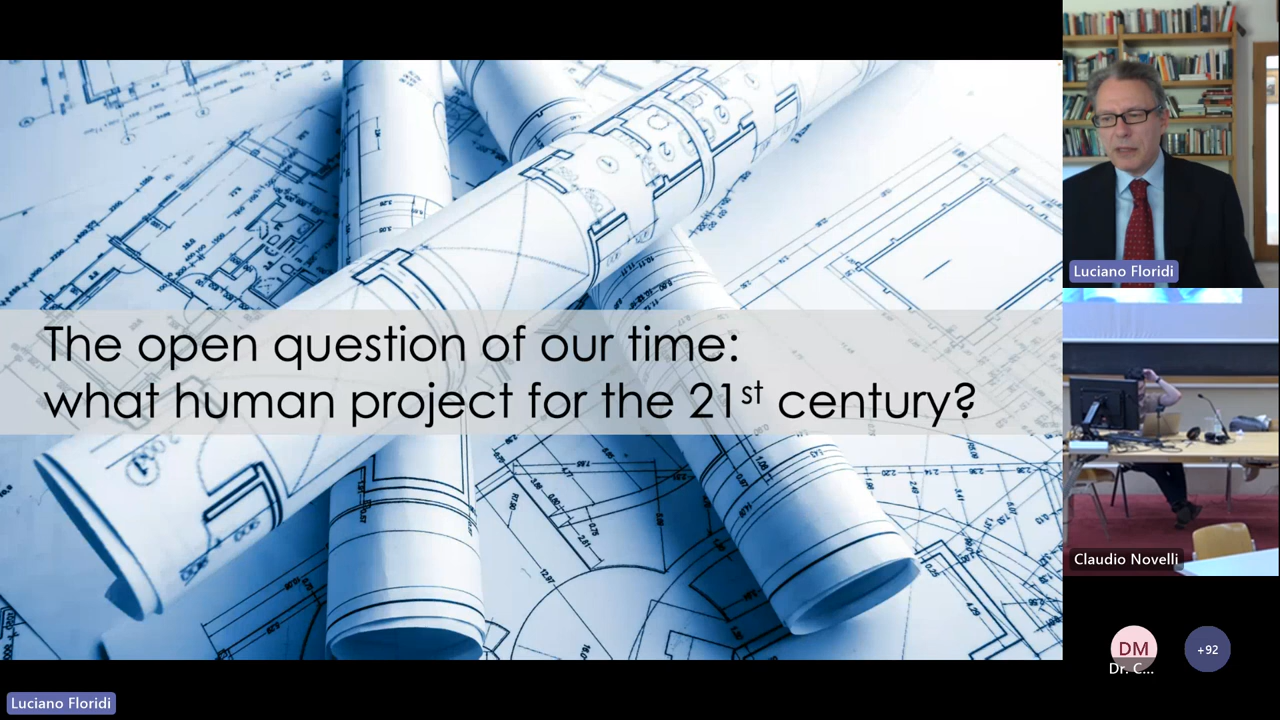 The open question of our time:
what human project for the 21st century?
Luciano Floridi
Claudio Novelli
DM
Dr. C...
+92
Luciano Floridi